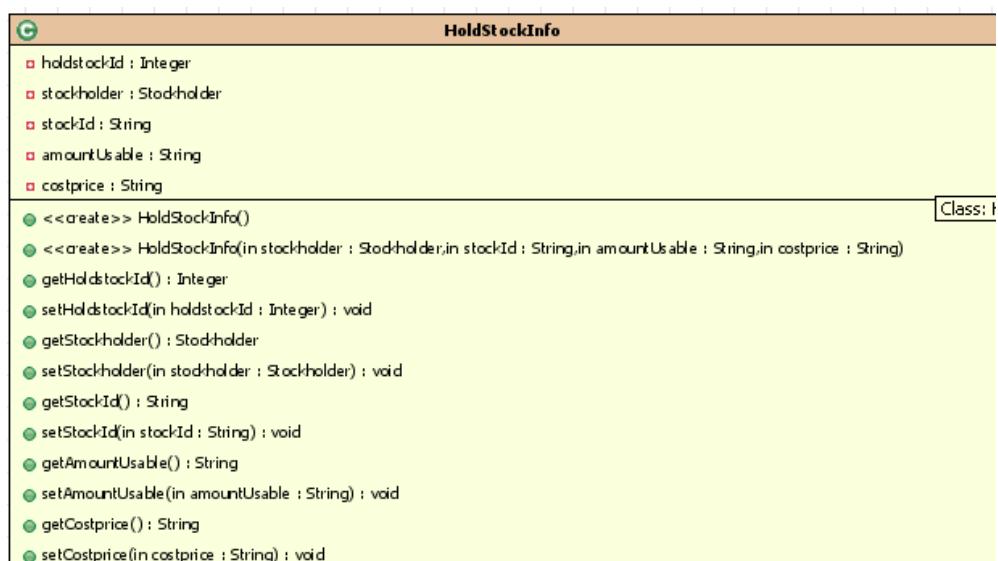 C HoldStockInfo
holdstockId : Integer
stockholder : Stockholder
stockId : String
amountUsable : String
costprice : String
Class: H
<<create>> HoldStockInfo()
<<create>> HoldStockInfo(in stockholder : Stockholder,in stockId : String,in amountUsable : String,in costprice : String)
getHoldstockId() : Integer
setHoldstockId(in holdstockId : Integer) : void
getStockholder() : Stockholder
setStockholder(in stockholder : Stockholder) : void
getStockId() : String
setStockId(in stockId : String) : void
getAmountUsable() : String
setAmountUsable(in amountUsable : String) : void
getCostprice() : String
setCostprice(in costprice : String) : void